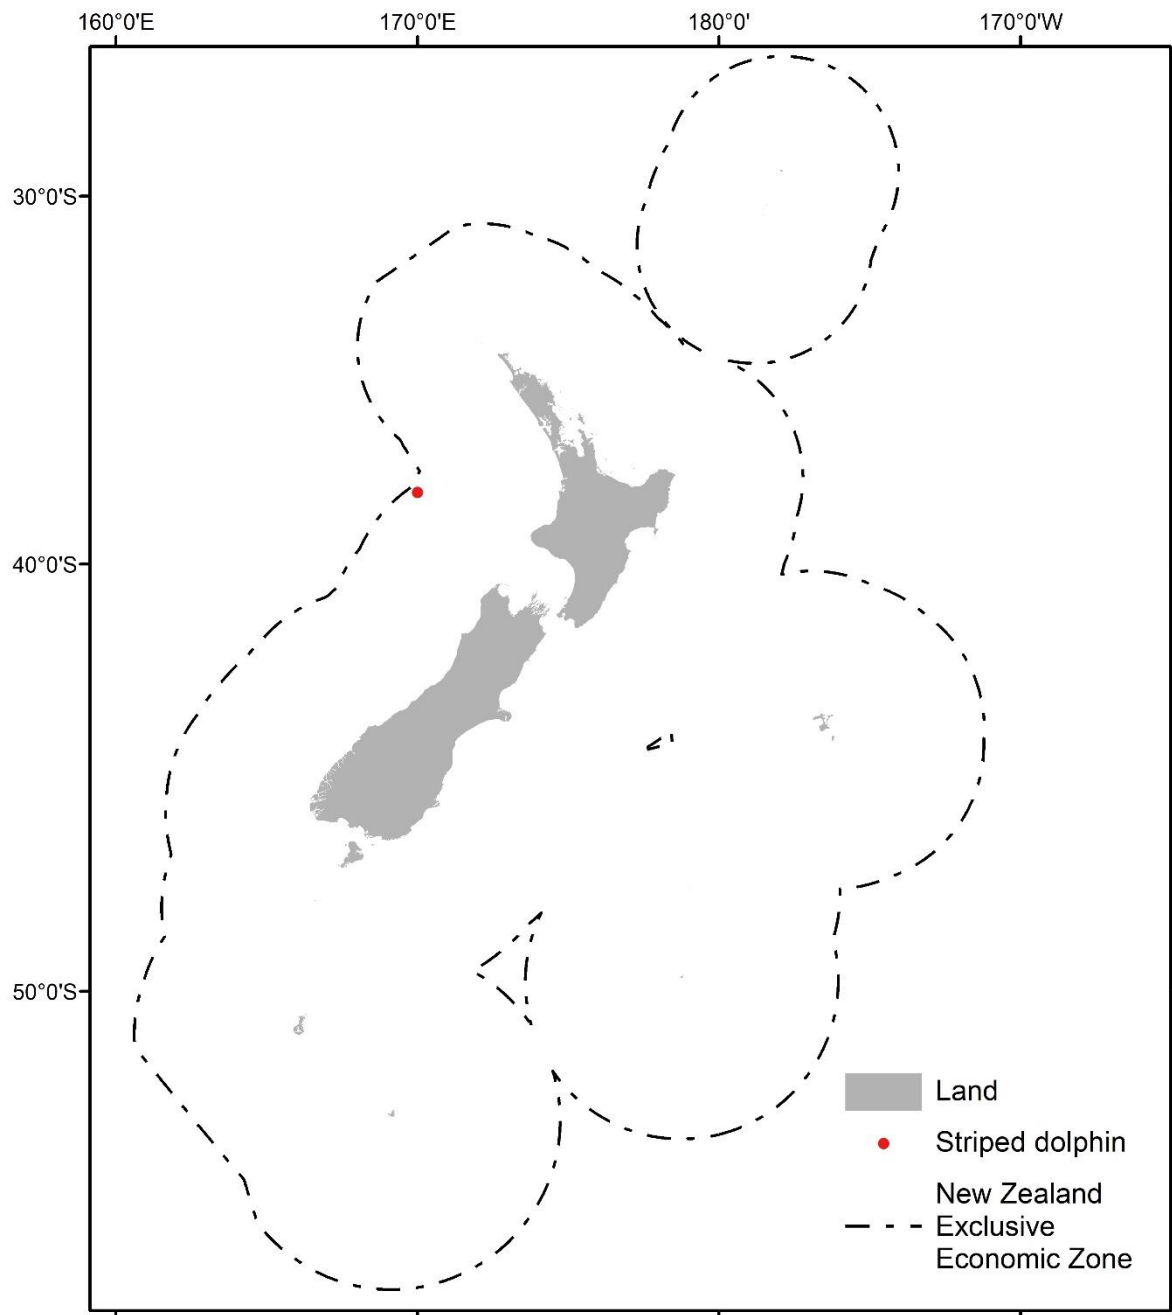 160°0'E
170°0'E
180°0'
170°0'W
30°0'S
40°0'S
50°0'S
Land
Striped dolphin
New Zealand
Exclusive
Economic Zone